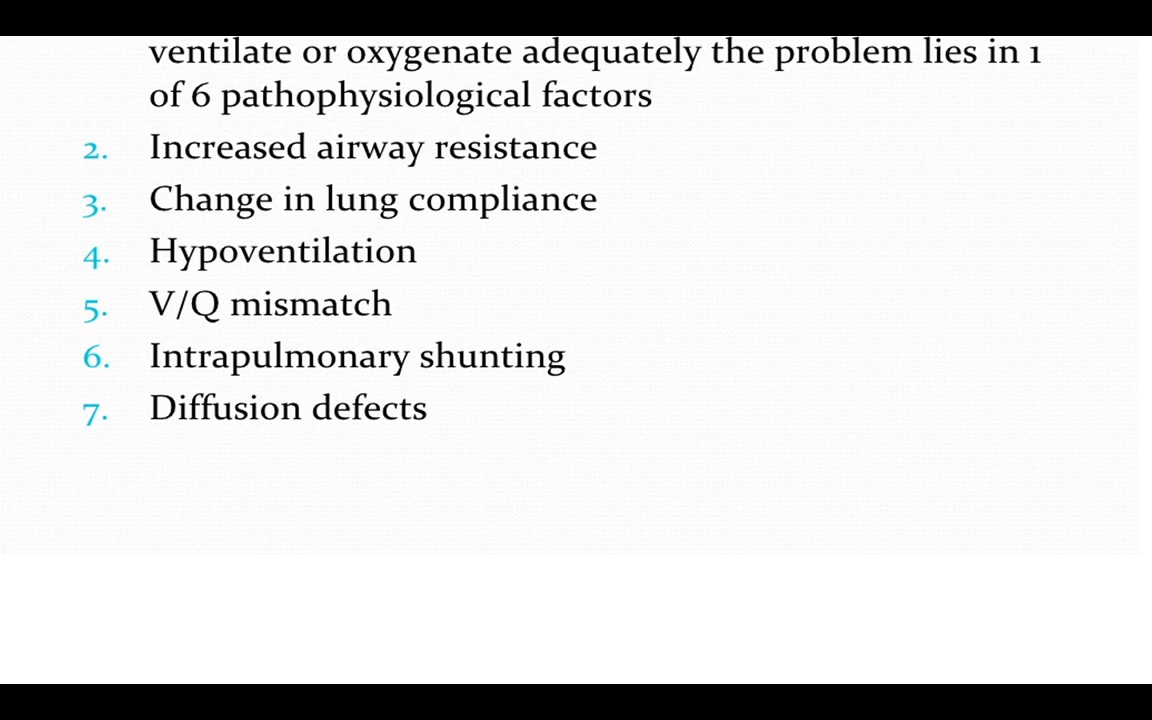 ventilate or oxygenate adequately the problem lies in 1
of 6 pathophysiological factors
2. Increased airway resistance
3. Change in lung compliance
4. Hypoventilation
5. V/Q mismatch
6. Intrapulmonary shunting
7. Diffusion defects